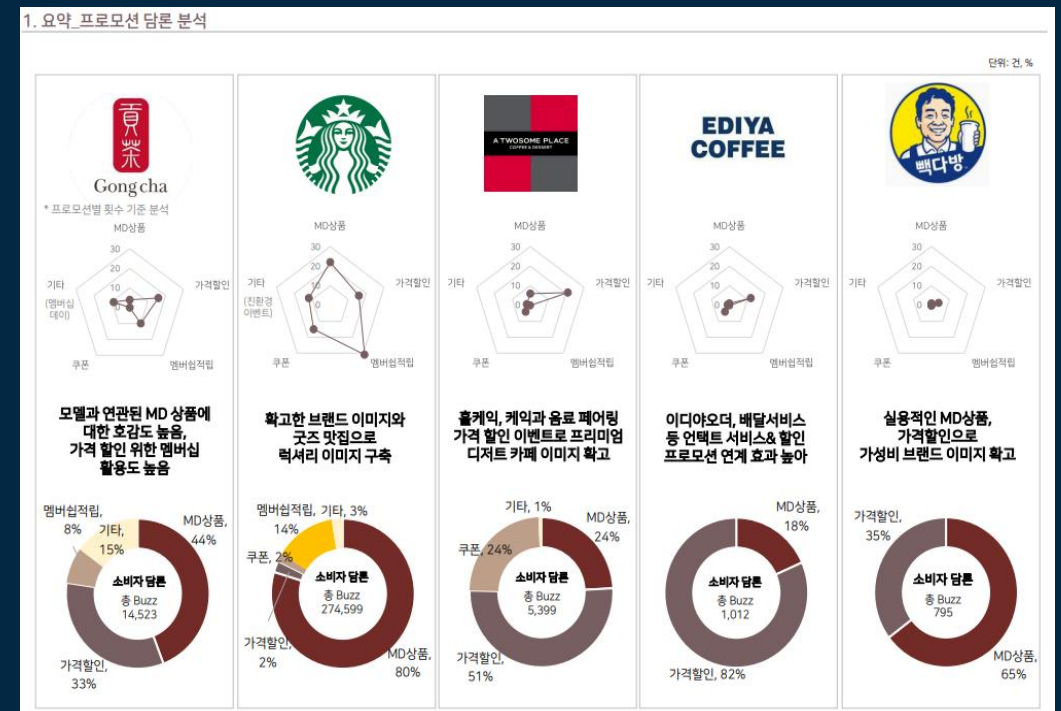 1. 요약_프로모션 담론 분석
단위: 건, %
貢茶
Gong cha
* 프로모션별 횟수 기준 분석
MD상품
30
20
10
0
가격할인
멤버쉽적립
쿠폰
기타
(멤버십
데이)
모델과 연관된 MD 상품에
대한 호감도 높음,
가격 할인 위한 멤버십
활용도 높음
멤버쉽적립,
8%
기타,
15%
MD상품,
44%
소비자 담론
총 Buzz
14,523
가격할인,
33%
MD상품
30
20
10
0
가격할인
멤버쉽적립
쿠폰
기타
(친환경
이벤트)
확고한 브랜드 이미지와
굿즈 맛집으로
럭셔리 이미지 구축
멤버쉽적립,
14%
기타, 3%
쿠폰, 2%
소비자 담론
총 Buzz
274,599
가격할인,
2%
MD상품,
80%
A TWOSOME PLACE
COFFEE & DESSERT
MD상품
30
20
10
0
가격할인
멤버쉽적립
쿠폰
기타
홀케익, 케익과 음료 페어링
가격 할인 이벤트로 프리미엄
디저트 카페 이미지 확고
기타, 1%
MD상품,
24%
쿠폰, 24%
소비자 담론
총 Buzz
5,399
가격할인,
51%
EDIYA
COFFEE
MD상품
30
20
10
0
가격할인
멤버쉽적립
쿠폰
기타
이디야오더, 배달서비스
등 언택트 서비스& 할인
프로모션 연계 효과 높아
MD상품,
18%
소비자 담론
총 Buzz
1,012
가격할인, 82%
빽다방
MD상품
30
20
10
0
가격할인
멤버쉽적립
쿠폰
기타
실용적인 MD상품,
가격할인으로
가성비 브랜드 이미지 확고
가격할인,
35%
소비자 담론
총 Buzz
795
MD상품,
65%